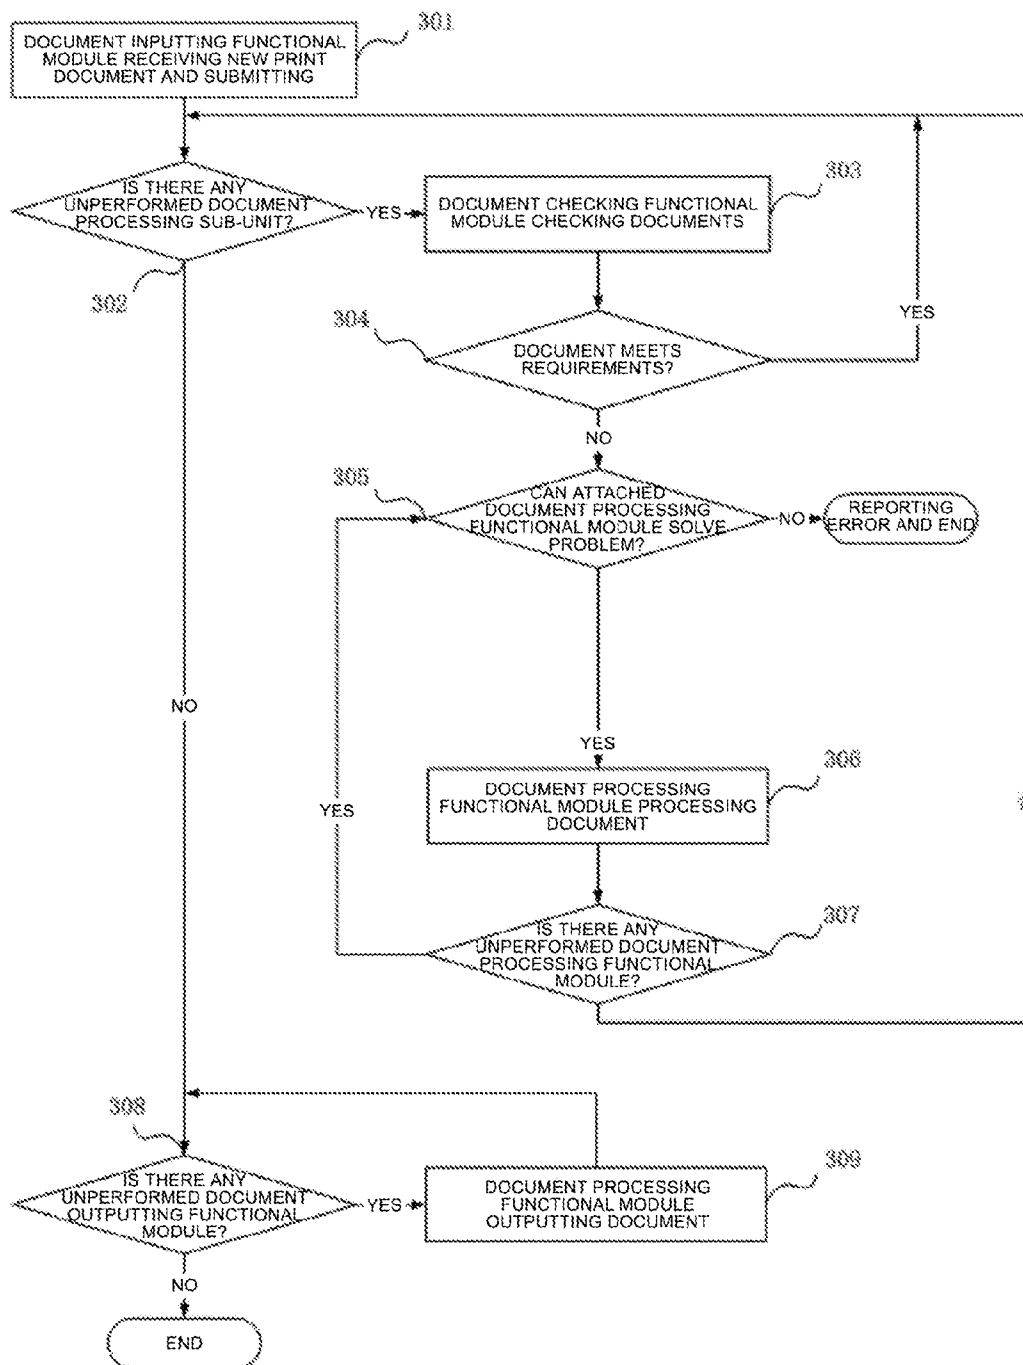 301
DOCUMENT INPUTTING FUNCTIONAL
MODULE RECEIVING NEW PRINT
DOCUMENT AND SUBMITTING
IS THERE ANY
UNPERFORMED DOCUMENT
PROCESSING SUB-UNIT?
YES
302
303
DOCUMENT CHECKING FUNCTIONAL
MODULE CHECKING DOCUMENTS
YES
304
DOCUMENT MEETS
REQUIREMENTS?
NO
305
CAN ATTACHED
DOCUMENT PROCESSING
FUNCTIONAL MODULE SOLVE
PROBLEM?
NO
REPORTING
ERROR AND END
NO
YES
306
DOCUMENT PROCESSING
FUNCTIONAL MODULE PROCESSING
DOCUMENT
YES
307
IS THERE ANY
UNPERFORMED DOCUMENT
PROCESSING FUNCTIONAL
MODULE?
308
IS THERE ANY
UNPERFORMED DOCUMENT
OUTPUTTING FUNCTIONAL
MODULE?
YES
309
DOCUMENT PROCESSING
FUNCTIONAL MODULE
OUTPUTTING DOCUMENT
NO
END